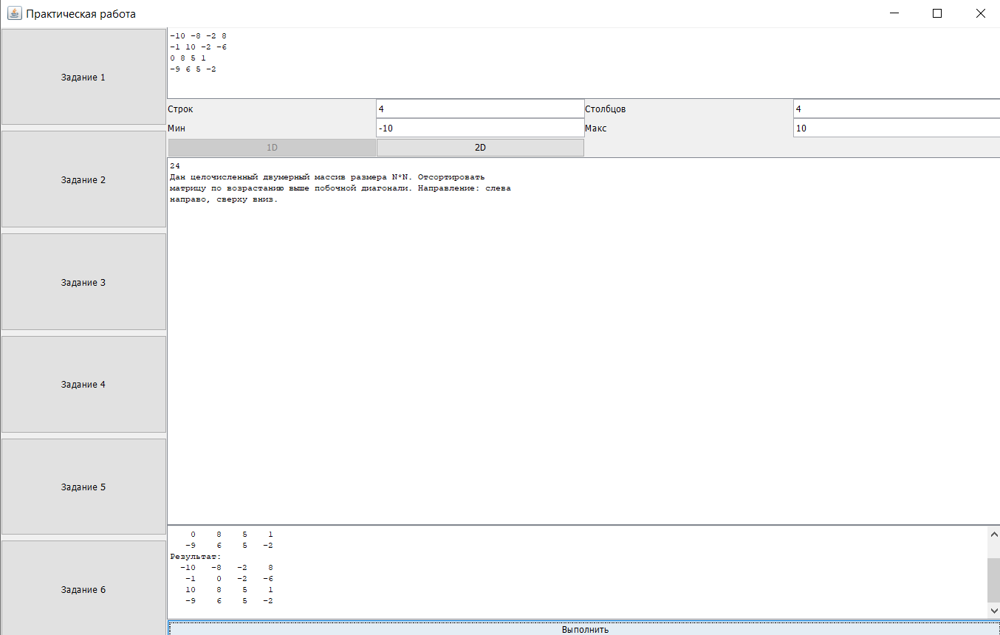 Практическая работа
Задание 1
Задание 2
Задание 3
Задание 4
Задание 5
Задание 6
-10 -8 -2 8
-1 10 -2 -6
0 8 5 1
-9 6 5 -2
Строк 4 Столбцов 4
Мин -10 Макс 10
1D 2D
24
Дан целочисленный двумерный массив размера N*N. Отсортировать
матрицу по возрастанию выше побочной диагонали. Направление: слева
направо, сверху вниз.
0 8 5 1
-9 6 5 -2
Результат:
-10 -8 -2 8
-1 0 -2 -6
10 8 5 1
-9 6 5 -2
Выполнить